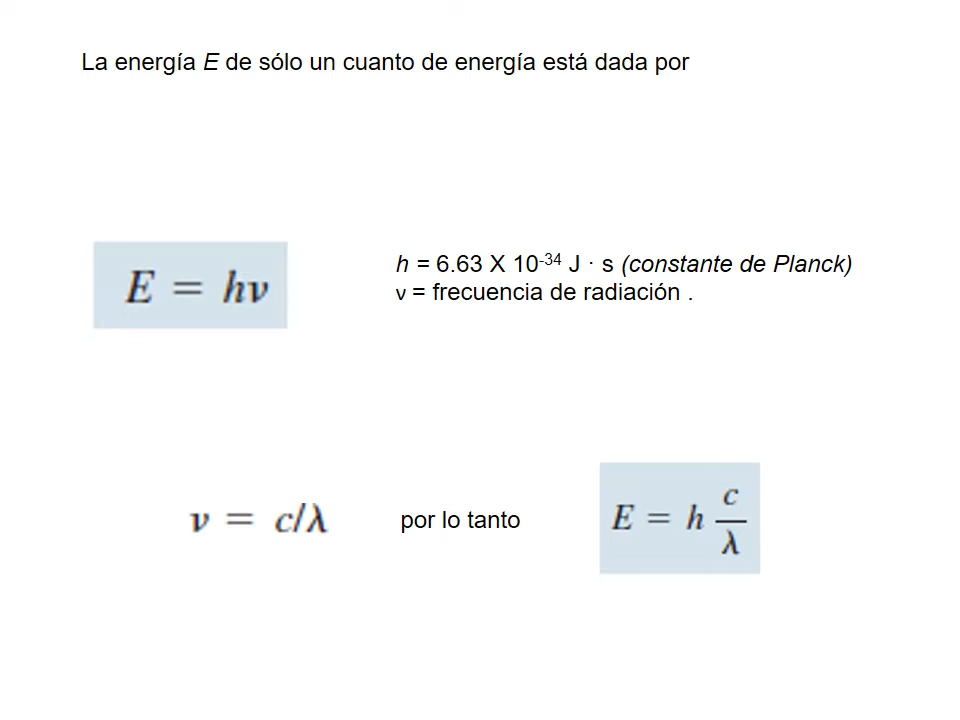 La energía E de sólo un cuanto de energía está dada por
E = hν
h = 6.63 X 10⁻³⁴ J · s (constante de Planck)
ν = frecuencia de radiación .
ν = c/λ
por lo tanto
E = h c/λ